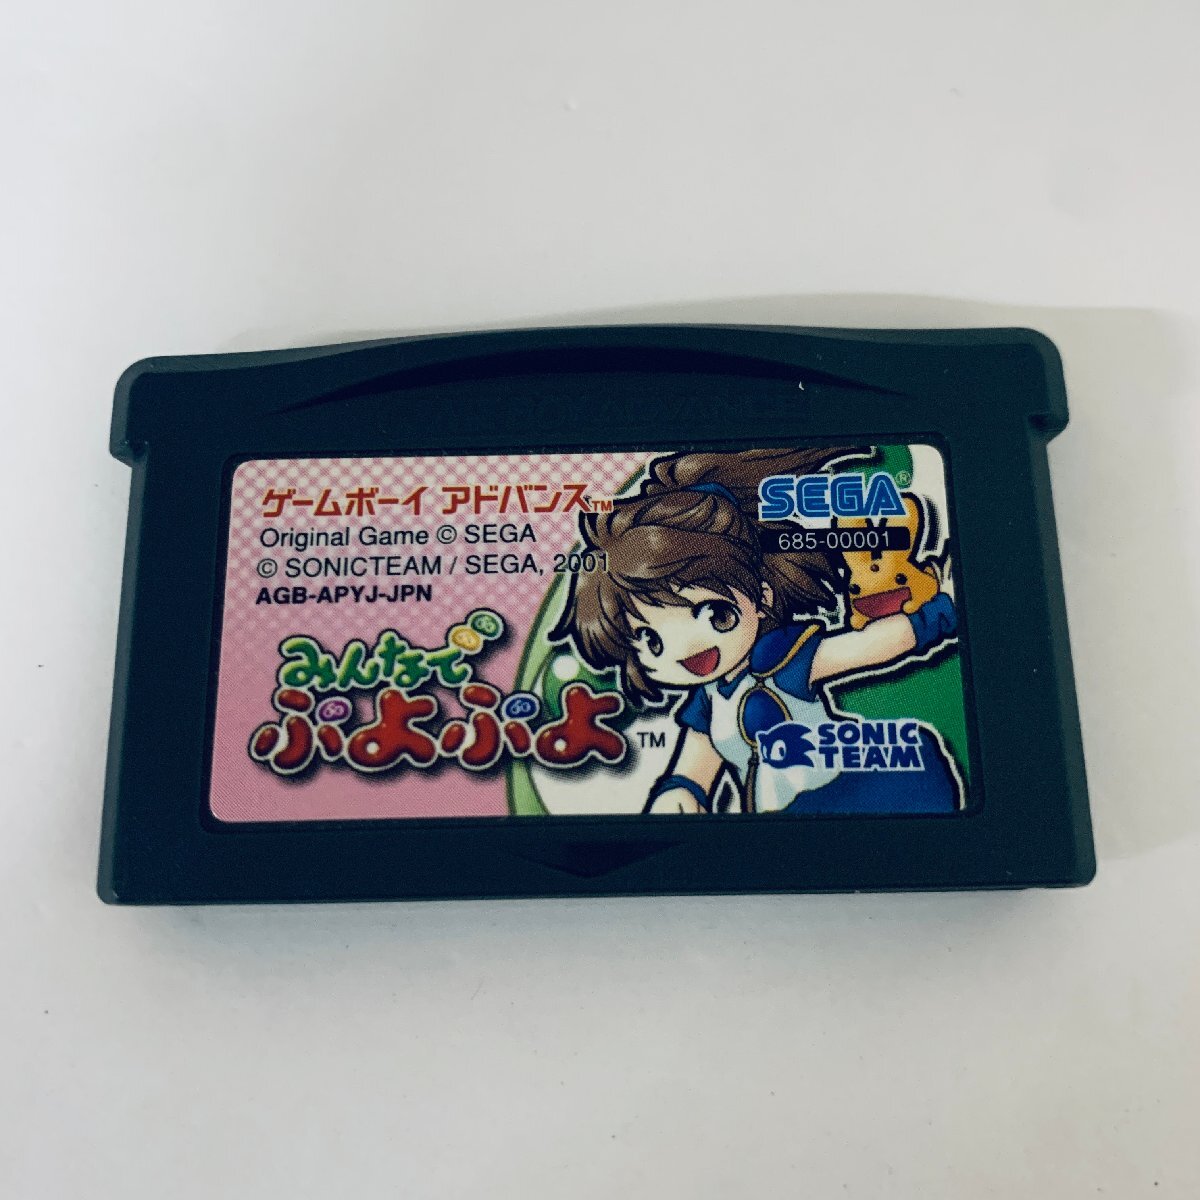 ゲームボーイ アドバンス™
Original Game © SEGA
© SONICTEAM / SEGA, 2001
AGB-APYJ-JPN
みんなで
ぷよぷよ™
SEGA®
685-00001
SONIC
TEAM